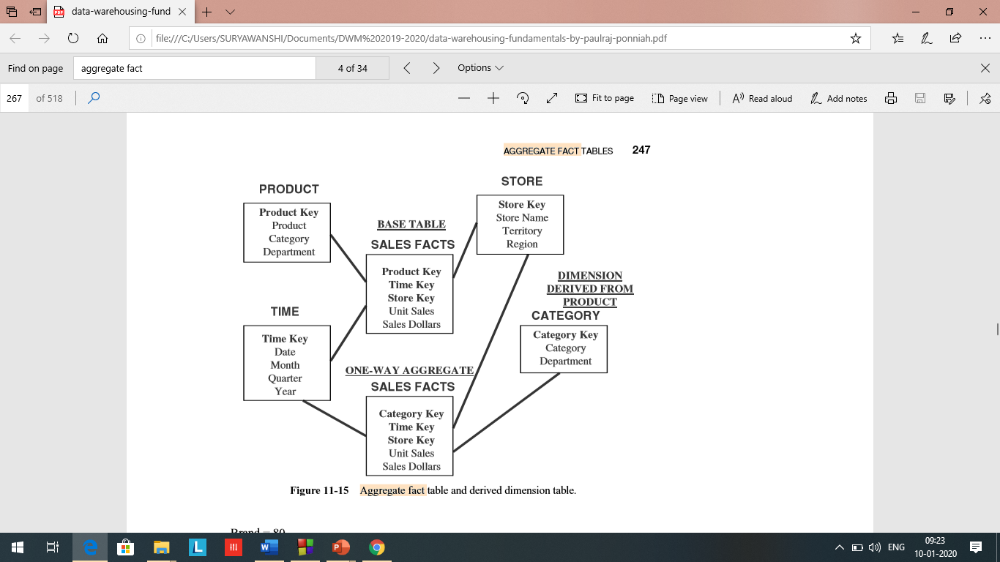 data-warehousing-fund
file:///C:/Users/SURYAWANSHI/Documents/DWM%202019-2020/data-warehousing-fundamentals-by-paulraj-ponniah.pdf
Find on page
aggregate fact
4 of 34
Options
267
of 518
Fit to page
Page view
Read aloud
Add notes
AGGREGATE FACT TABLES 247
PRODUCT
Product Key
Product
Category
Department
STORE
Store Key
Store Name
Territory
Region
BASE TABLE
SALES FACTS
Product Key
Time Key
Store Key
Unit Sales
Sales Dollars
DIMENSION
DERIVED FROM
PRODUCT
CATEGORY
Category Key
Category
Department
TIME
Time Key
Date
Month
Quarter
Year
ONE-WAY AGGREGATE
SALES FACTS
Category Key
Time Key
Store Key
Unit Sales
Sales Dollars
Figure 11-15 Aggregate fact table and derived dimension table.
Brand = 80
ENG
09:23
10-01-2020